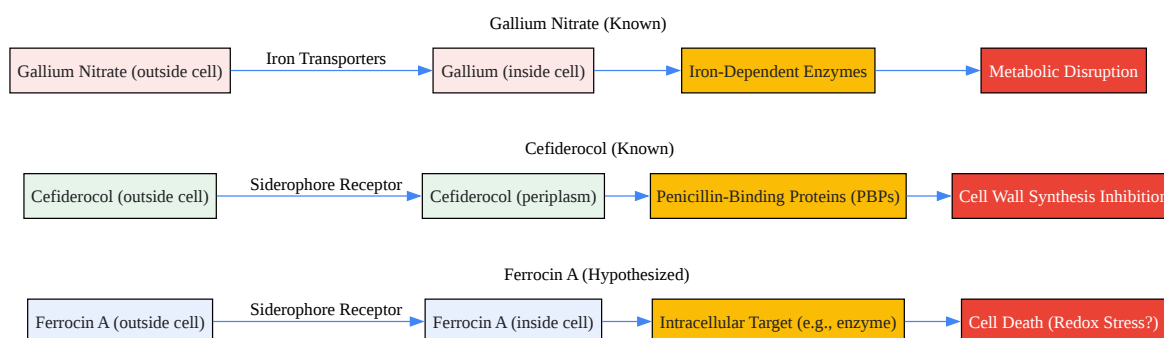 Gallium Nitrate (Known)
Gallium Nitrate (outside cell)
Iron Transporters
Gallium (inside cell)
Iron-Dependent Enzymes
Metabolic Disruption
Cefiderocol (Known)
Cefiderocol (outside cell)
Siderophore Receptor
Cefiderocol (periplasm)
Penicillin-Binding Proteins (PBPs)
Cell Wall Synthesis Inhibition
Ferrocin A (Hypothesized)
Ferrocin A (outside cell)
Siderophore Receptor
Ferrocin A (inside cell)
Intracellular Target (e.g., enzyme)
Cell Death (Redox Stress?)